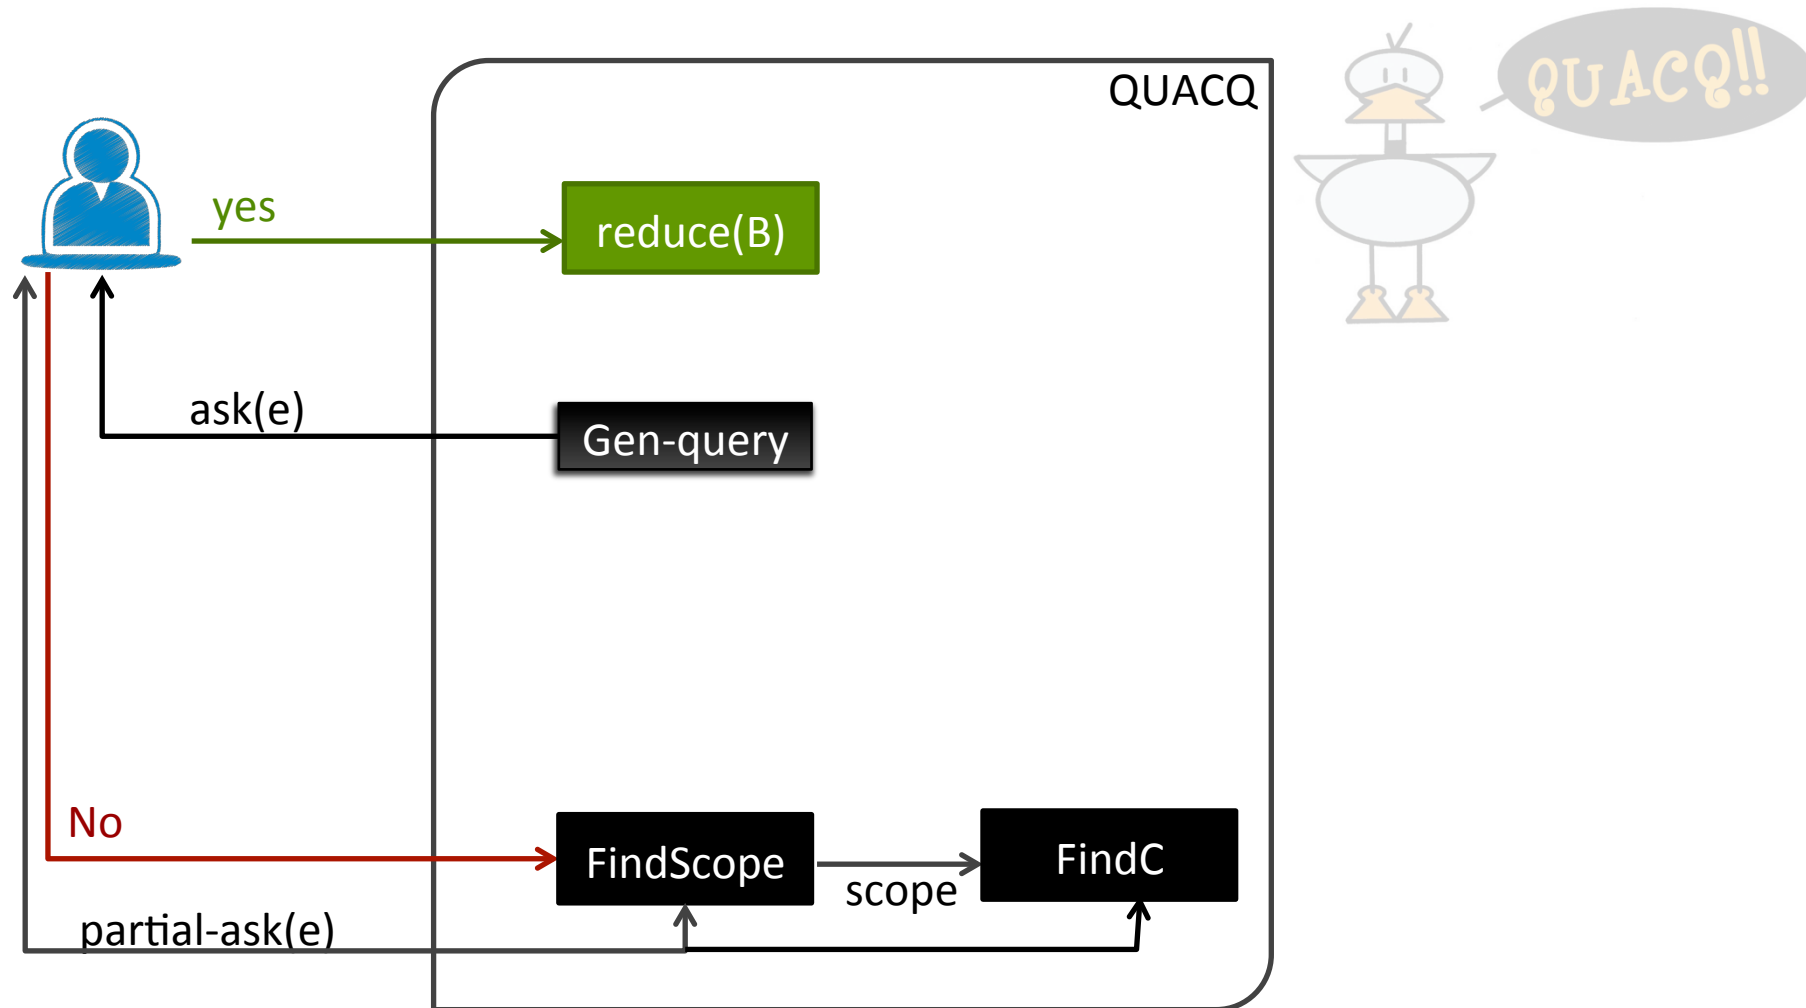 QUACQ
QUACQ!!
yes
reduce(B)
ask(e)
Gen-query
No
FindScope
FindC
scope
partial-ask(e)